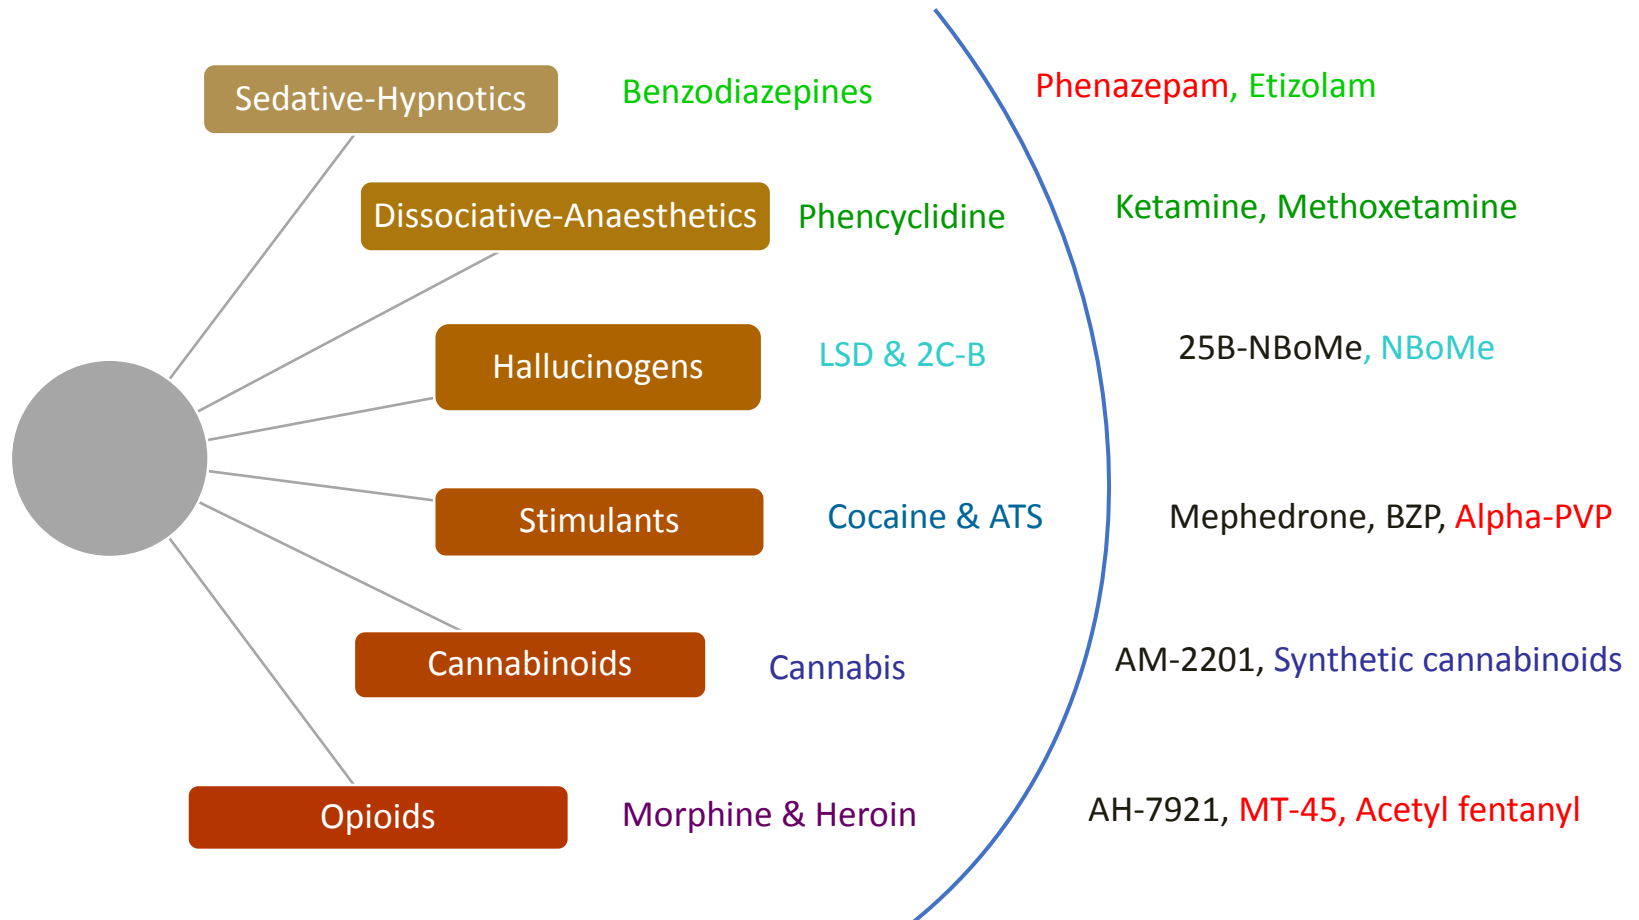 Sedative-Hypnotics Benzodiazepines Phenazepam, Etizolam
Dissociative-Anaesthetics Phencyclidine Ketamine, Methoxetamine
Hallucinogens LSD & 2C-B 25B-NBoMe, NBoMe
Stimulants Cocaine & ATS Mephedrone, BZP, Alpha-PVP
Cannabinoids Cannabis AM-2201, Synthetic cannabinoids
Opioids Morphine & Heroin AH-7921, MT-45, Acetyl fentanyl